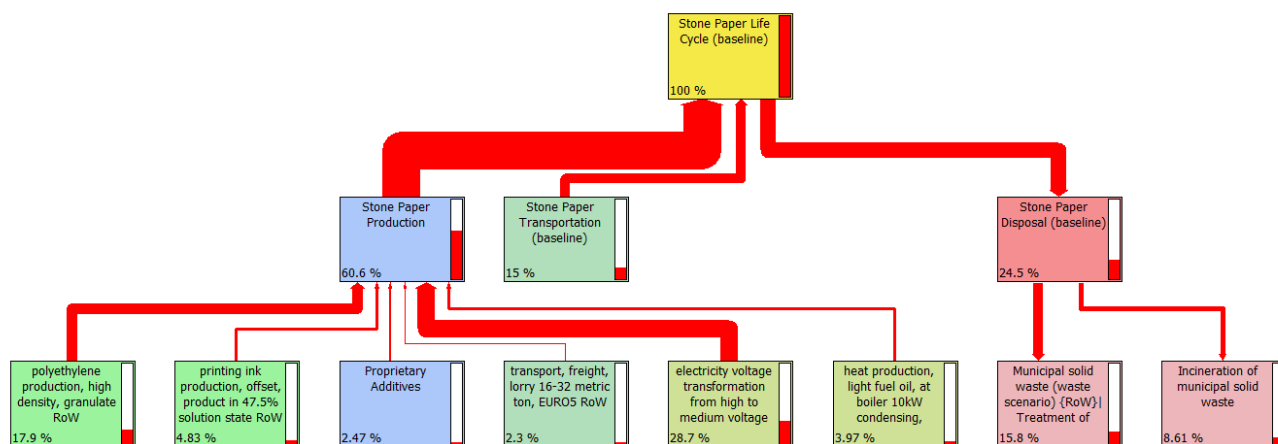 Stone Paper Life
Cycle (baseline)
100 %
Stone Paper
Production
60.6 %
Stone Paper
Transportation
(baseline)
15 %
Stone Paper
Disposal (baseline)
24.5 %
polyethylene
production, high
density, granulate
RoW
17.9 %
printing ink
production, offset,
product in 47.5%
solution state RoW
4.83 %
Proprietary
Additives
2.47 %
transport, freight,
lorry 16-32 metric
ton, EURO5 RoW
2.3 %
electricity voltage
transformation
from high to
medium voltage
28.7 %
heat production,
light fuel oil, at
boiler 10kW
condensing,
3.97 %
Municipal solid
waste (waste
scenario) {RoW}|
Treatment of
15.8 %
Incineration of
municipal solid
waste
8.61 %